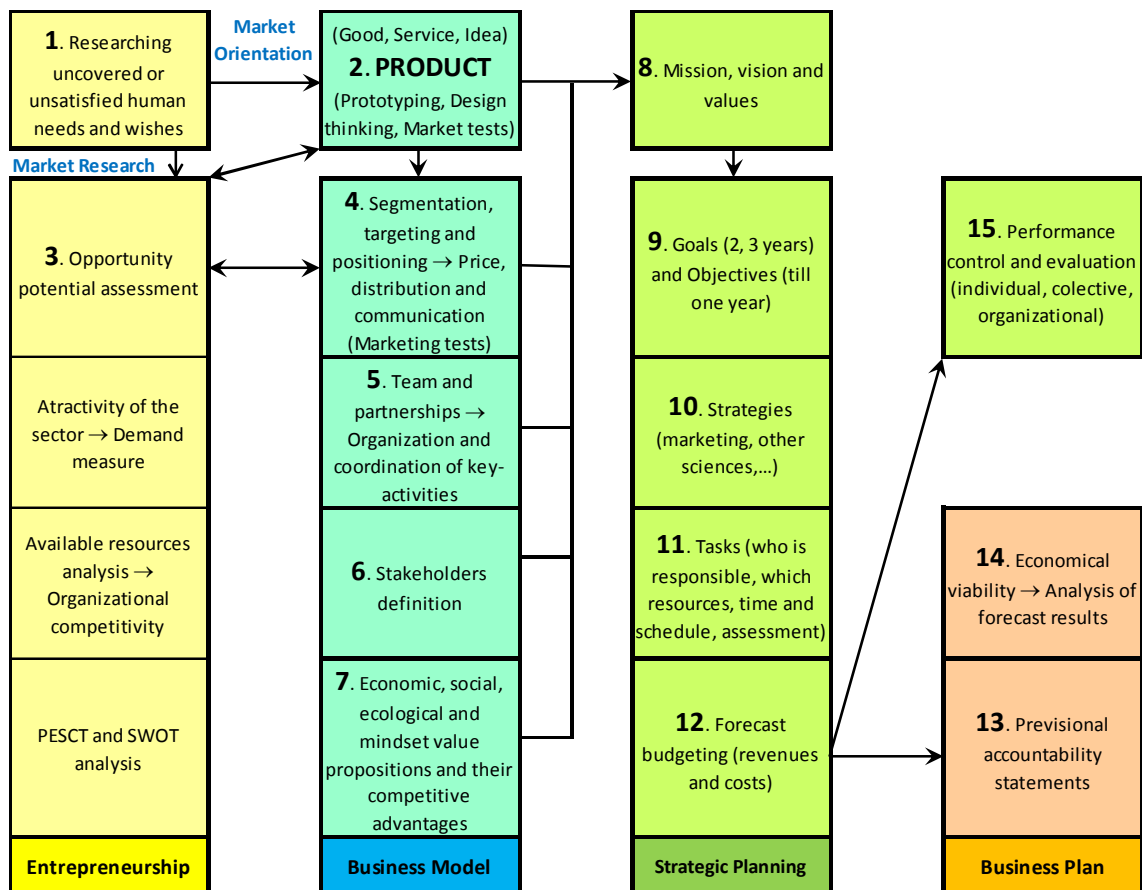 1. Researching
uncovered or
unsatisfied human
needs and wishes
Market
Orientation
(Good, Service, Idea)
2. PRODUCT
(Prototyping, Design
thinking, Market tests)
8. Mission, vision and
values
Market Research
3. Opportunity
potential assessment
Atractivity of the
sector → Demand
measure
Available resources
analysis →
Organizational
competitivity
PESCT and SWOT
analysis
Entrepreneurship
4. Segmentation,
targeting and
positioning → Price,
distribution and
communication
(Marketing tests)
5. Team and
partnerships →
Organization and
coordination of key-
activities
6. Stakeholders
definition
7. Economic, social,
ecological and
mindset value
propositions and their
competitive
advantages
Business Model
9. Goals (2, 3 years)
and Objectives (till
one year)
10. Strategies
(marketing, other
sciences,...)
11. Tasks (who is
responsible, which
resources, time and
schedule, assessment)
12. Forecast
budgeting (revenues
and costs)
Strategic Planning
15. Performance
control and evaluation
(individual, colective,
organizational)
14. Economical
viability → Analysis of
forecast results
13. Previsional
accountability
statements
Business Plan